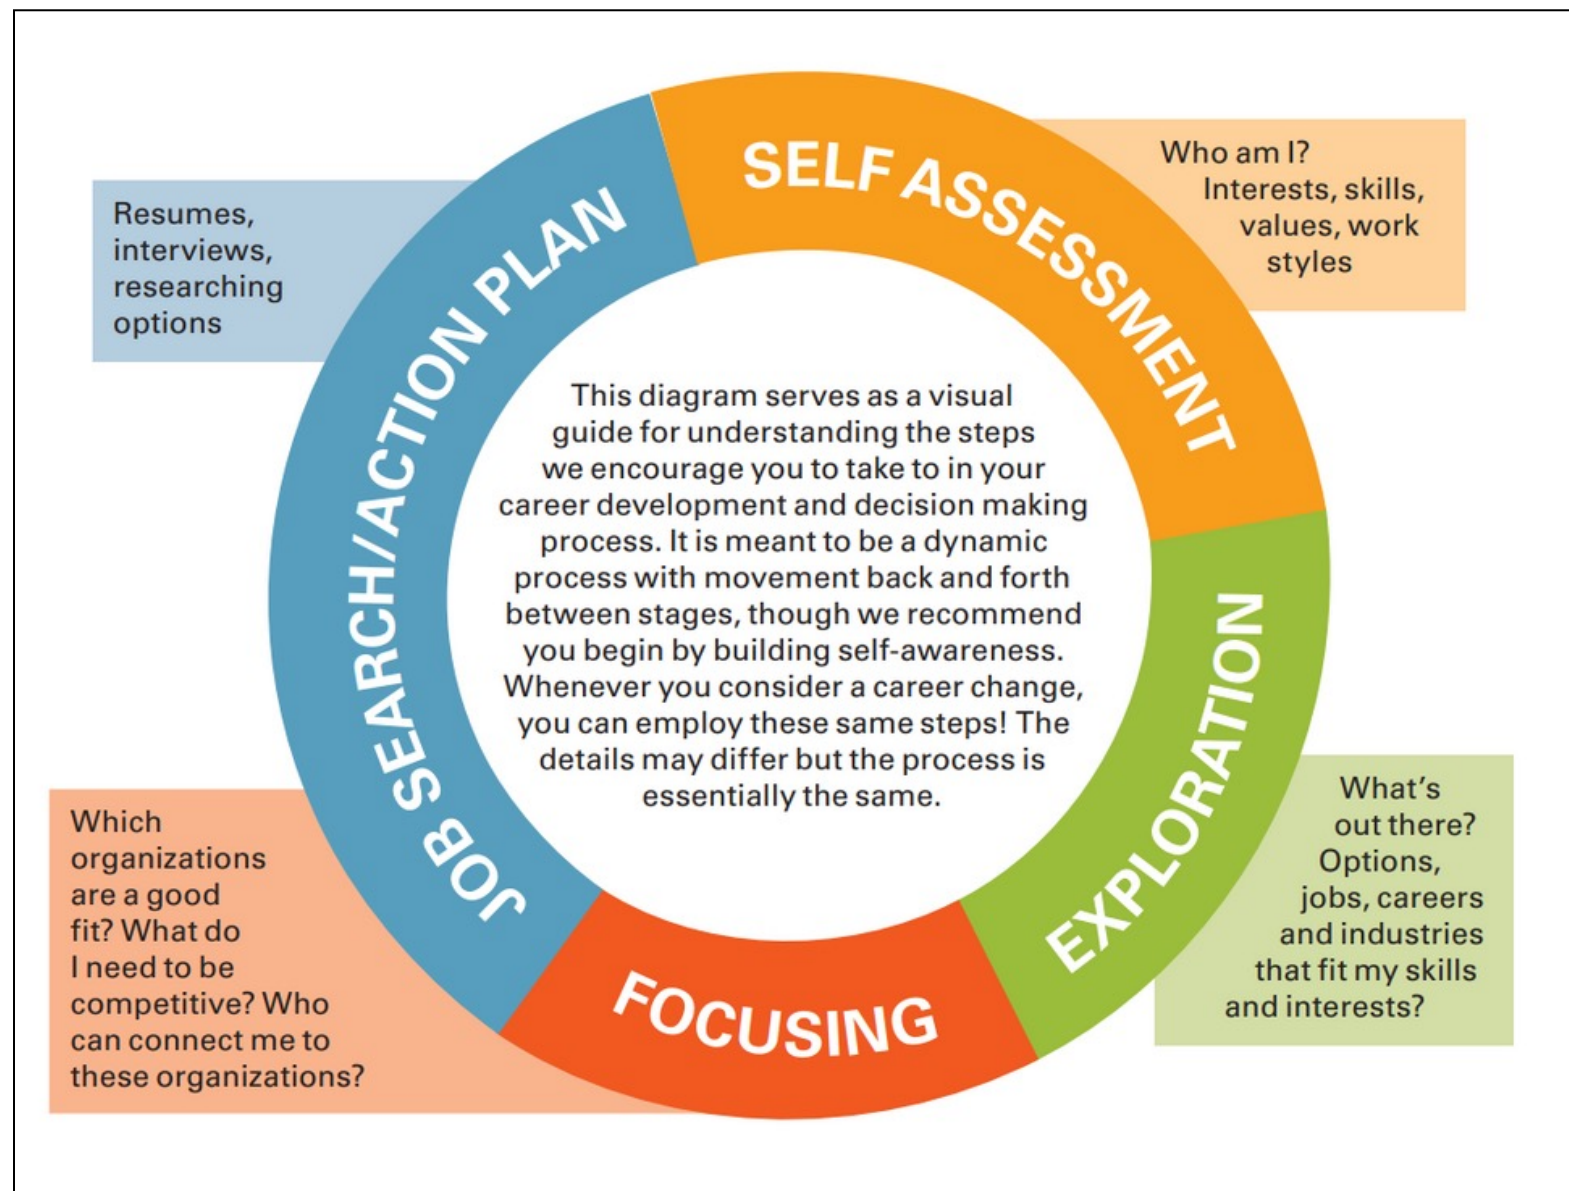 SELF ASSESSMENT
Who am I?
Interests, skills,
values, work
styles
EXPLORATION
What's
out there?
Options,
jobs, careers
and industries
that fit my skills
and interests?
FOCUSING
Which
organizations
are a good
fit? What do
I need to be
competitive? Who
can connect me to
these organizations?
JOB SEARCH/ACTION PLAN
Resumes,
interviews,
researching
options
This diagram serves as a visual
guide for understanding the steps
we encourage you to take to in your
career development and decision making
process. It is meant to be a dynamic
process with movement back and forth
between stages, though we recommend
you begin by building self-awareness.
Whenever you consider a career change,
you can employ these same steps! The
details may differ but the process is
essentially the same.